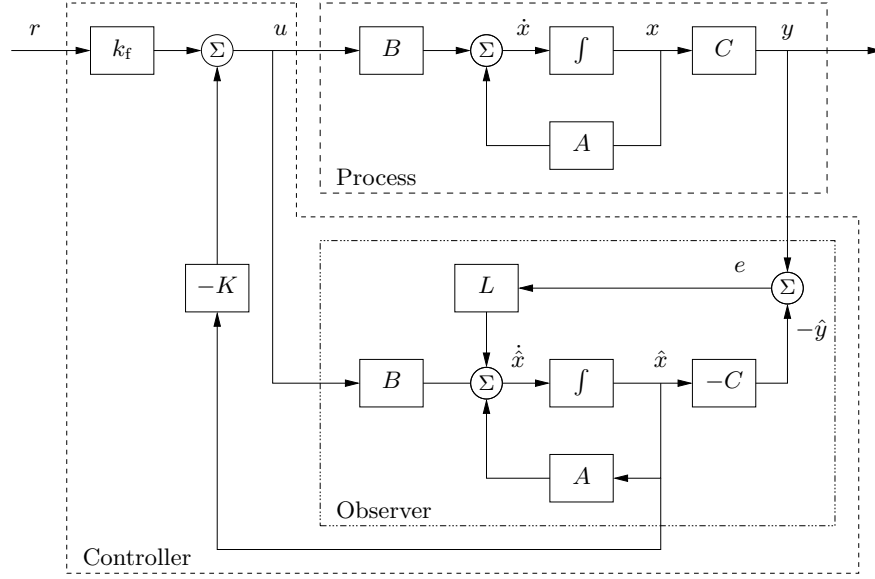 r
k_f
Σ
u
B
Σ
ẋ
∫
x
C
y
A
Process
-K
L
e
Σ
-ŷ
B
Σ
x̂̇
∫
x̂
-C
A
Observer
Controller